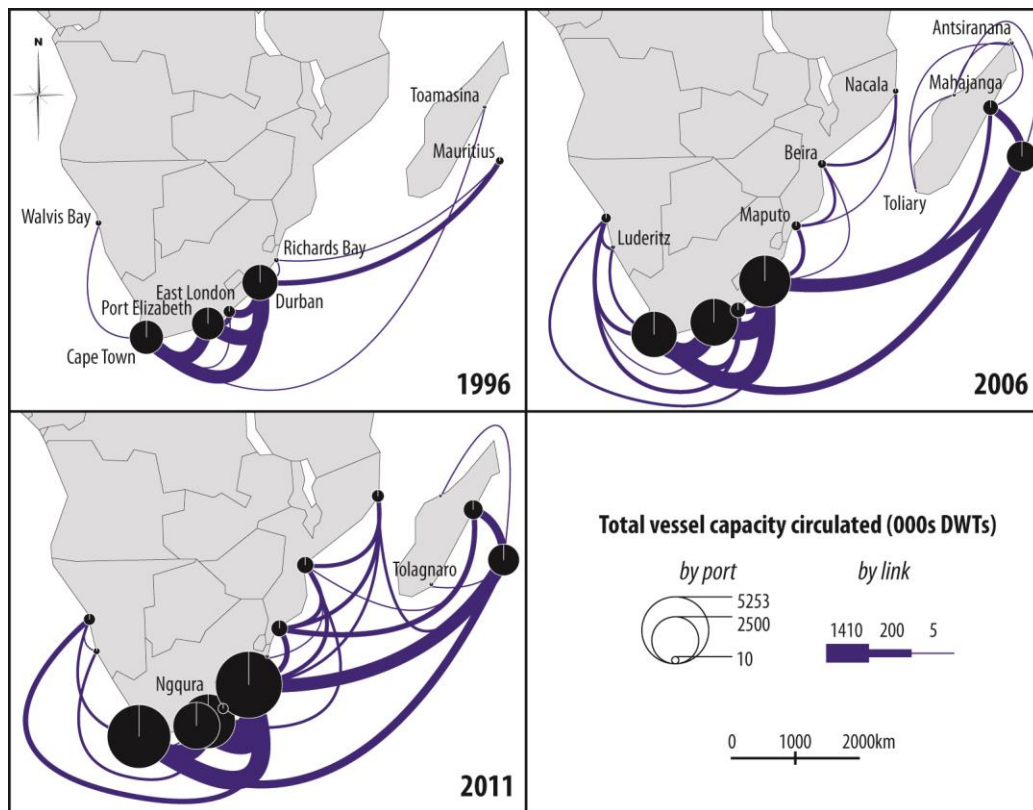 N
Toamasina
Mauritius
Walvis Bay
Richards Bay
East London
Port Elizabeth
Durban
Cape Town
1996
Antsiranana
Nacala
Mahajanga
Beira
Toliary
Maputo
Luderitz
2006
Tolagnaro
Ngqura
2011
Total vessel capacity circulated (000s DWTs)
by port
by link
5253
2500
10
1410 200 5
0 1000 2000km